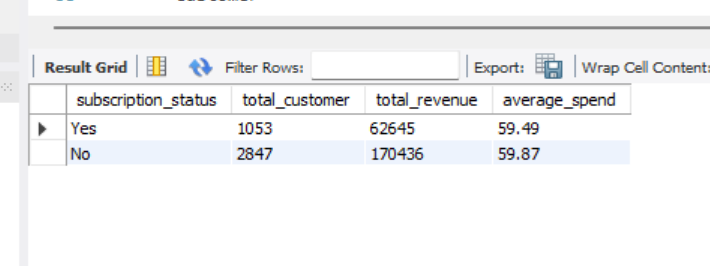 Result Grid Filter Rows: Export: Wrap Cell Content:
subscription_status total_customer total_revenue average_spend
Yes 1053 62645 59.49
No 2847 170436 59.87